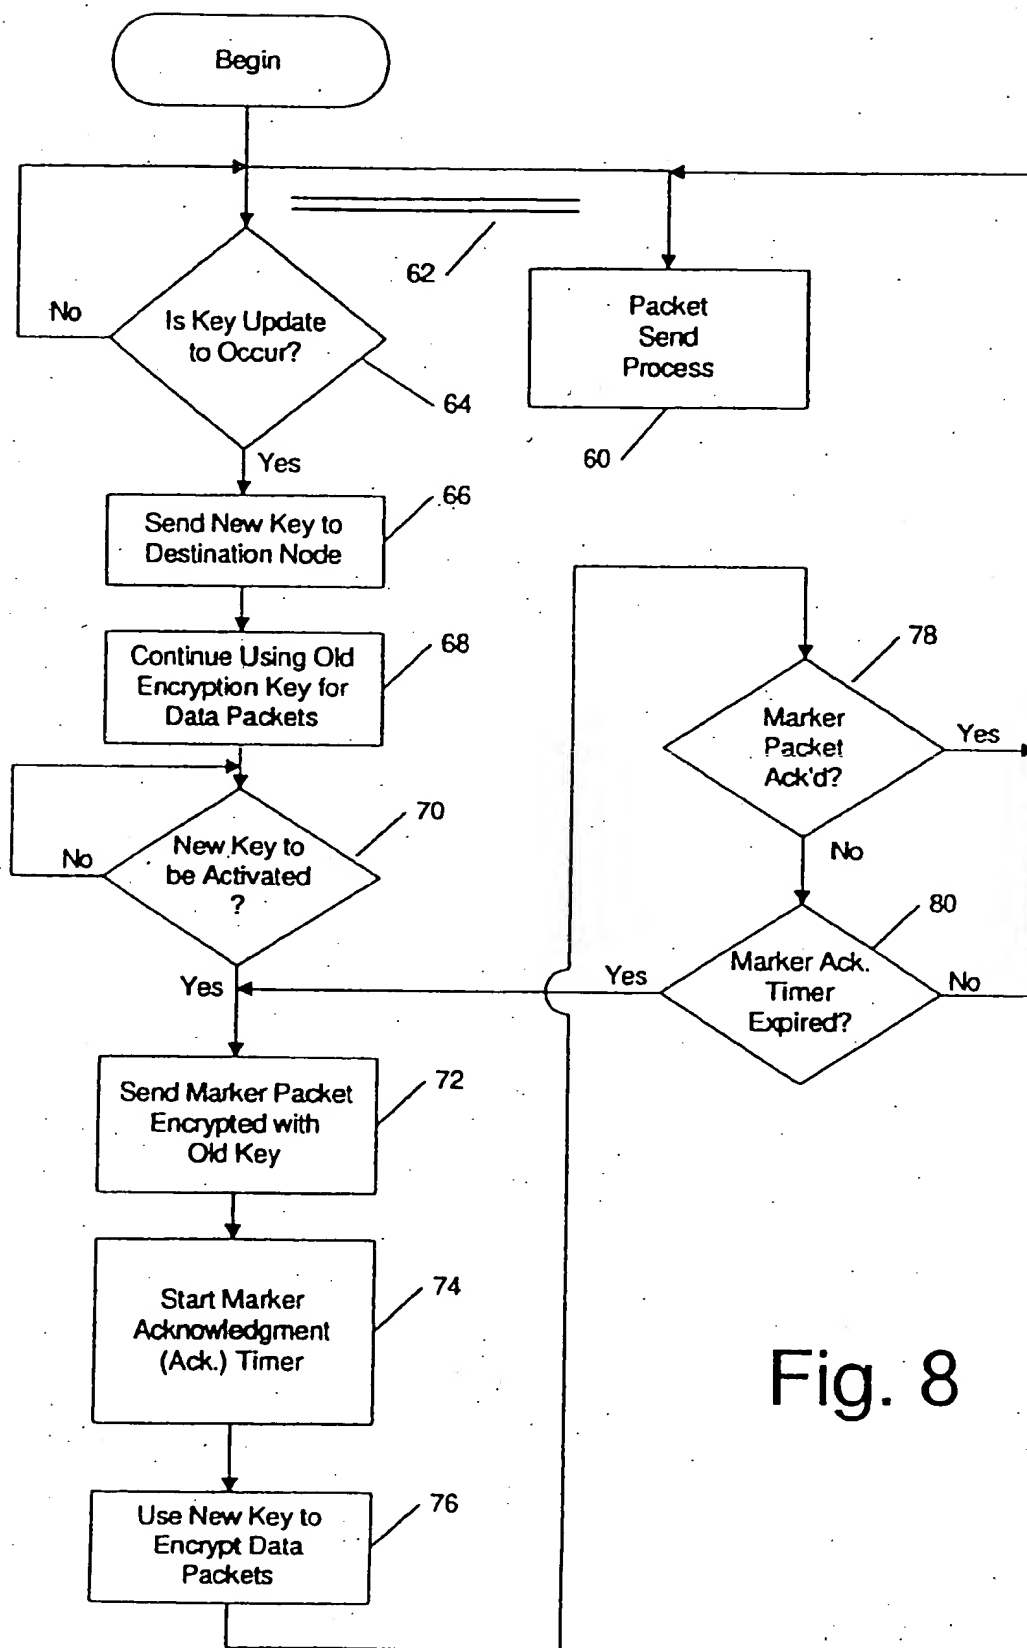 Begin
62
No
Is Key Update
to Occur?
64
Packet
Send
Process
60
Yes
66
Send New Key to
Destination Node
68
Continue Using Old
Encryption Key for
Data Packets
78
Marker
Packet
Ack'd?
Yes
70
No
New Key to
be Activated
?
No
80
Yes
Yes
Marker Ack.
Timer
Expired?
No
72
Send Marker Packet
Encrypted with
Old Key
74
Start Marker
Acknowledgment
(Ack.) Timer
Fig. 8
76
Use New Key to
Encrypt Data
Packets